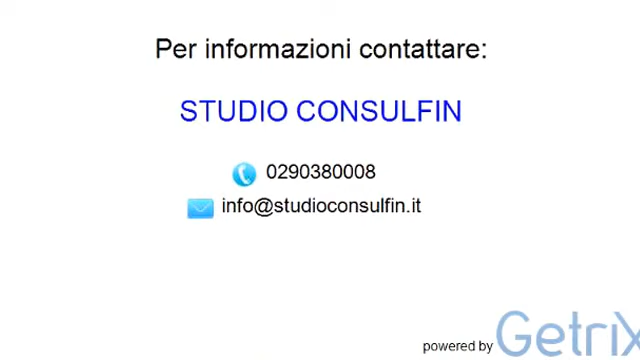 Per informazioni contattare:
STUDIO CONSULFIN
0290380008
info@studioconsulfin.it
powered by Getrix